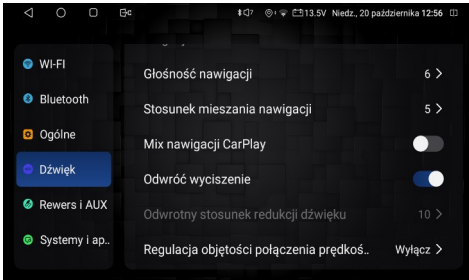 ?
13.5V Niedz., 20 października 12:56
WI-FI
Bluetooth
Ogólne
Dźwięk
Rewers i AUX
Systemy i ap..
Głośność nawigacji 6
Stosunek mieszania nawigacji 5
Mix nawigacji CarPlay
Odwróć wyciszenie
Odwrotny stosunek redukcji dźwięku 10
Regulacja objętości połączenia prędkoś.. Wyłącz